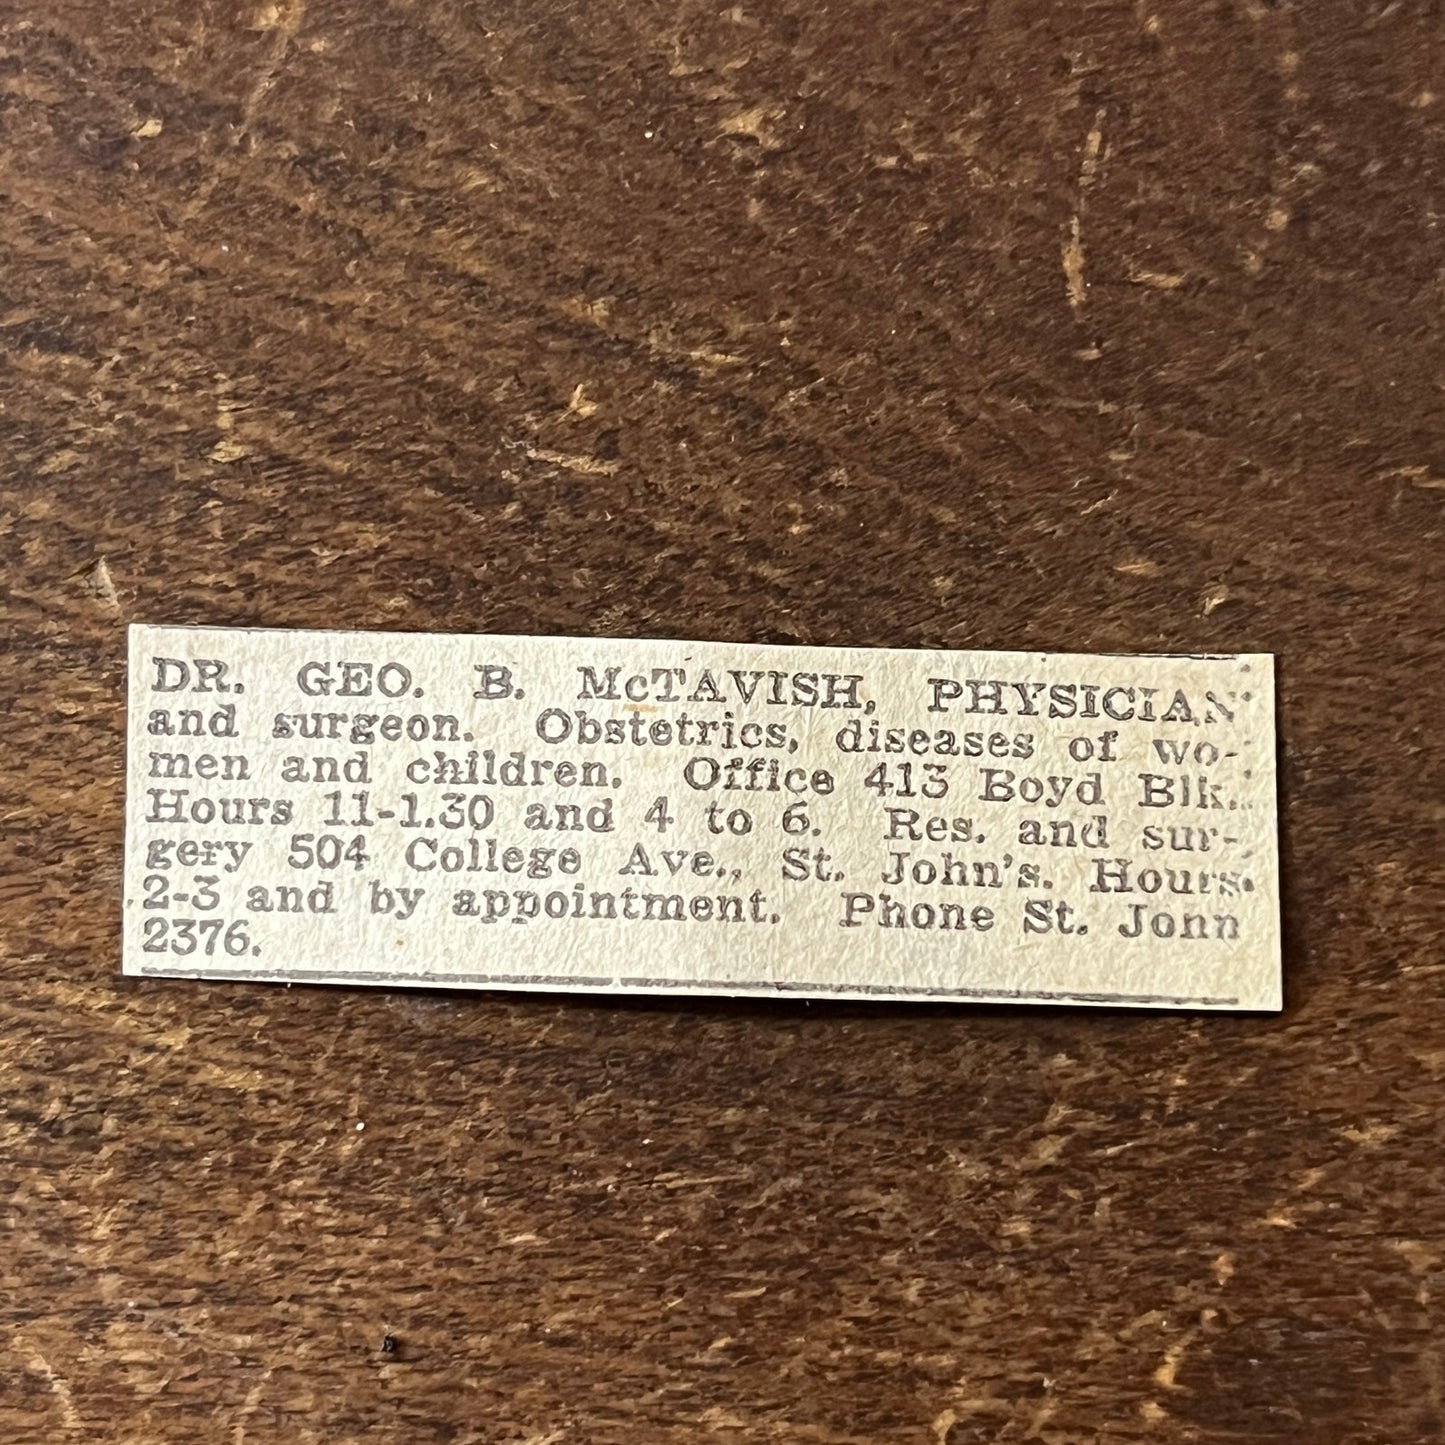 DR. GEO. B. McTAVISH, PHYSICIAN
and surgeon. Obstetrics, diseases of wo-
men and children. Office 413 Boyd Blk.
Hours 11-1.30 and 4 to 6. Res. and sur-
gery 504 College Ave., St. John's. Hours
2-3 and by appointment. Phone St. John
2376.